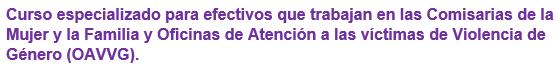 Curso especializado para efectivos que trabajan en las Comisarias de la
Mujer y la Familia y Oficinas de Atención a las víctimas de Violencia de
Género (OAVVG).